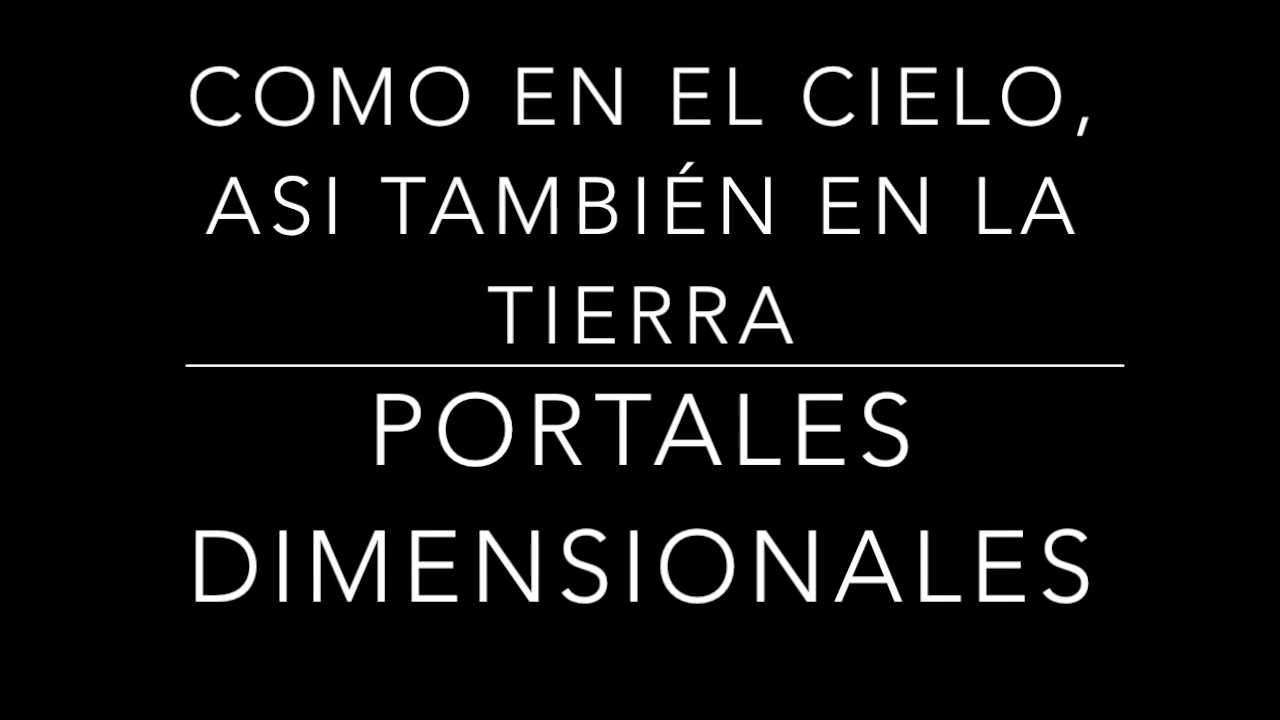 COMO EN EL CIELO,
ASI TAMBIÉN EN LA
TIERRA
PORTALES
DIMENSIONALES